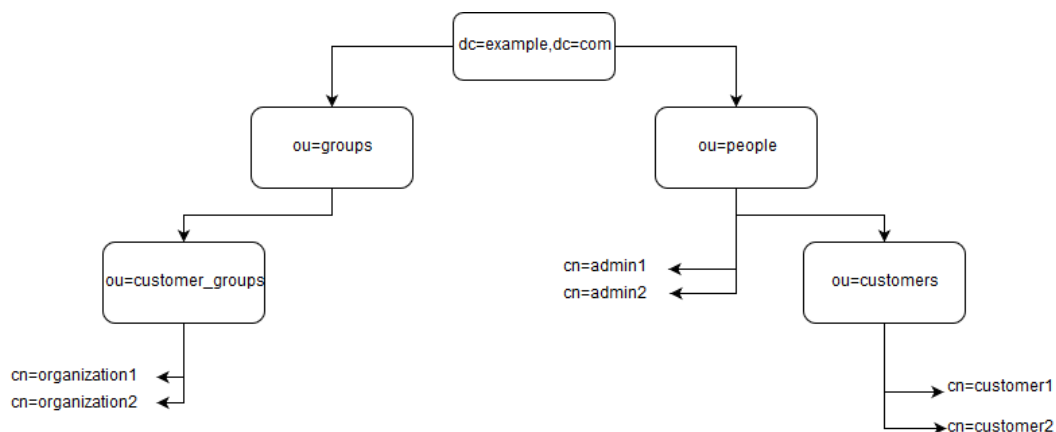 dc=example,dc=com
ou=groups
ou=people
ou=customer_groups
cn=admin1
cn=admin2
ou=customers
cn=organization1
cn=organization2
cn=customer1
cn=customer2